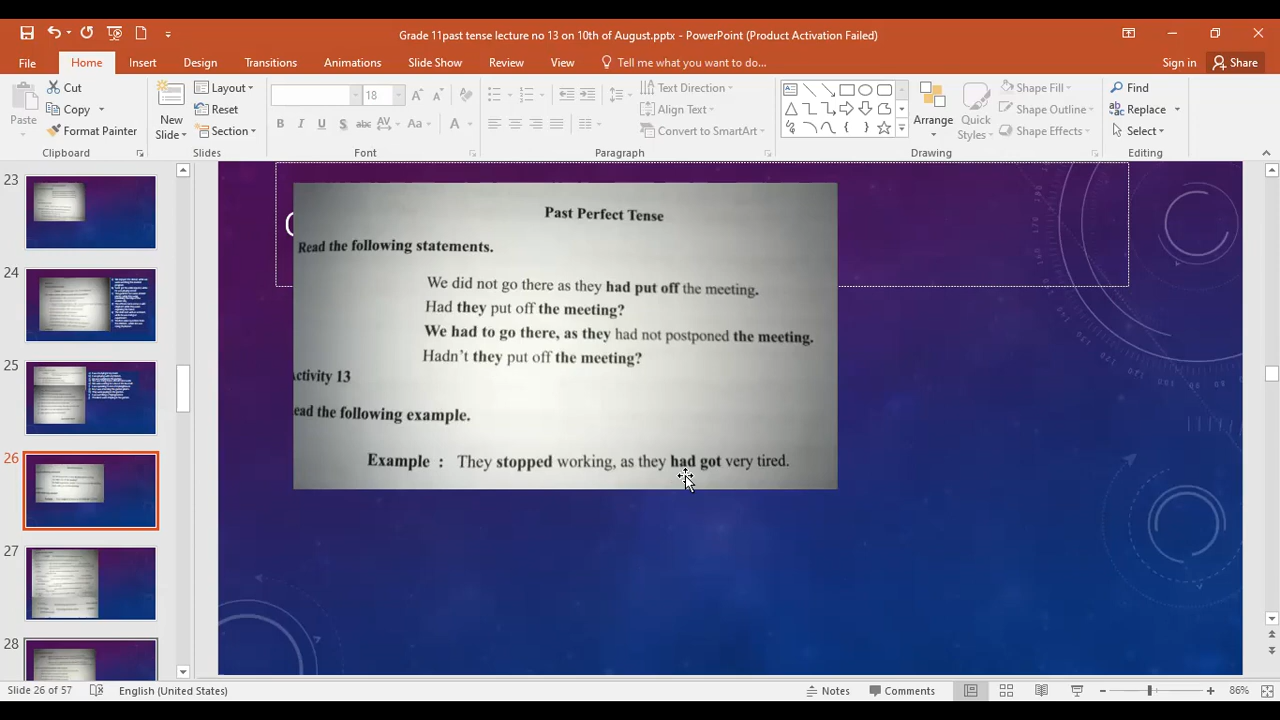 Grade 11past tense lecture no 13 on 10th of August.pptx - PowerPoint (Product Activation Failed)
File Home Insert Design Transitions Animations Slide Show Review View Tell me what you want to do... Sign in Share
Paste Cut Copy Format Painter
Clipboard
New Slide Layout Reset Section
Slides
18
B I U S abc AV Aa A
Font
Text Direction Align Text Convert to SmartArt
Paragraph
Arrange Quick Styles Shape Fill Shape Outline Shape Effects
Drawing
Find Replace Select
Editing
23
24
25
26
27
28
Past Perfect Tense
Read the following statements.
We did not go there as they had put off the meeting.
Had they put off the meeting?
We had to go there, as they had not postponed the meeting.
Hadn't they put off the meeting?
ctivity 13
ead the following example.
Example : They stopped working, as they had got very tired.
Slide 26 of 57 English (United States) Notes Comments 86%